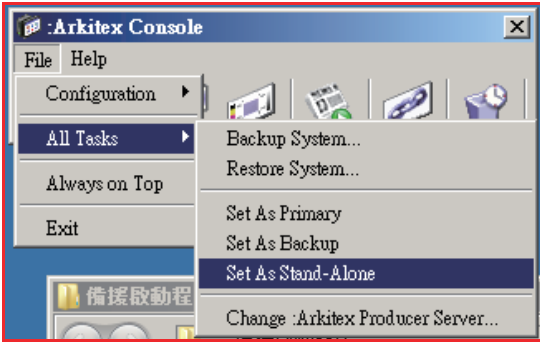 :Arkitex Console
File Help
Configuration
All Tasks
Always on Top
Exit
Backup System...
Restore System...
Set As Primary
Set As Backup
Set As Stand-Alone
Change :Arkitex Producer Server...
備援啟動程